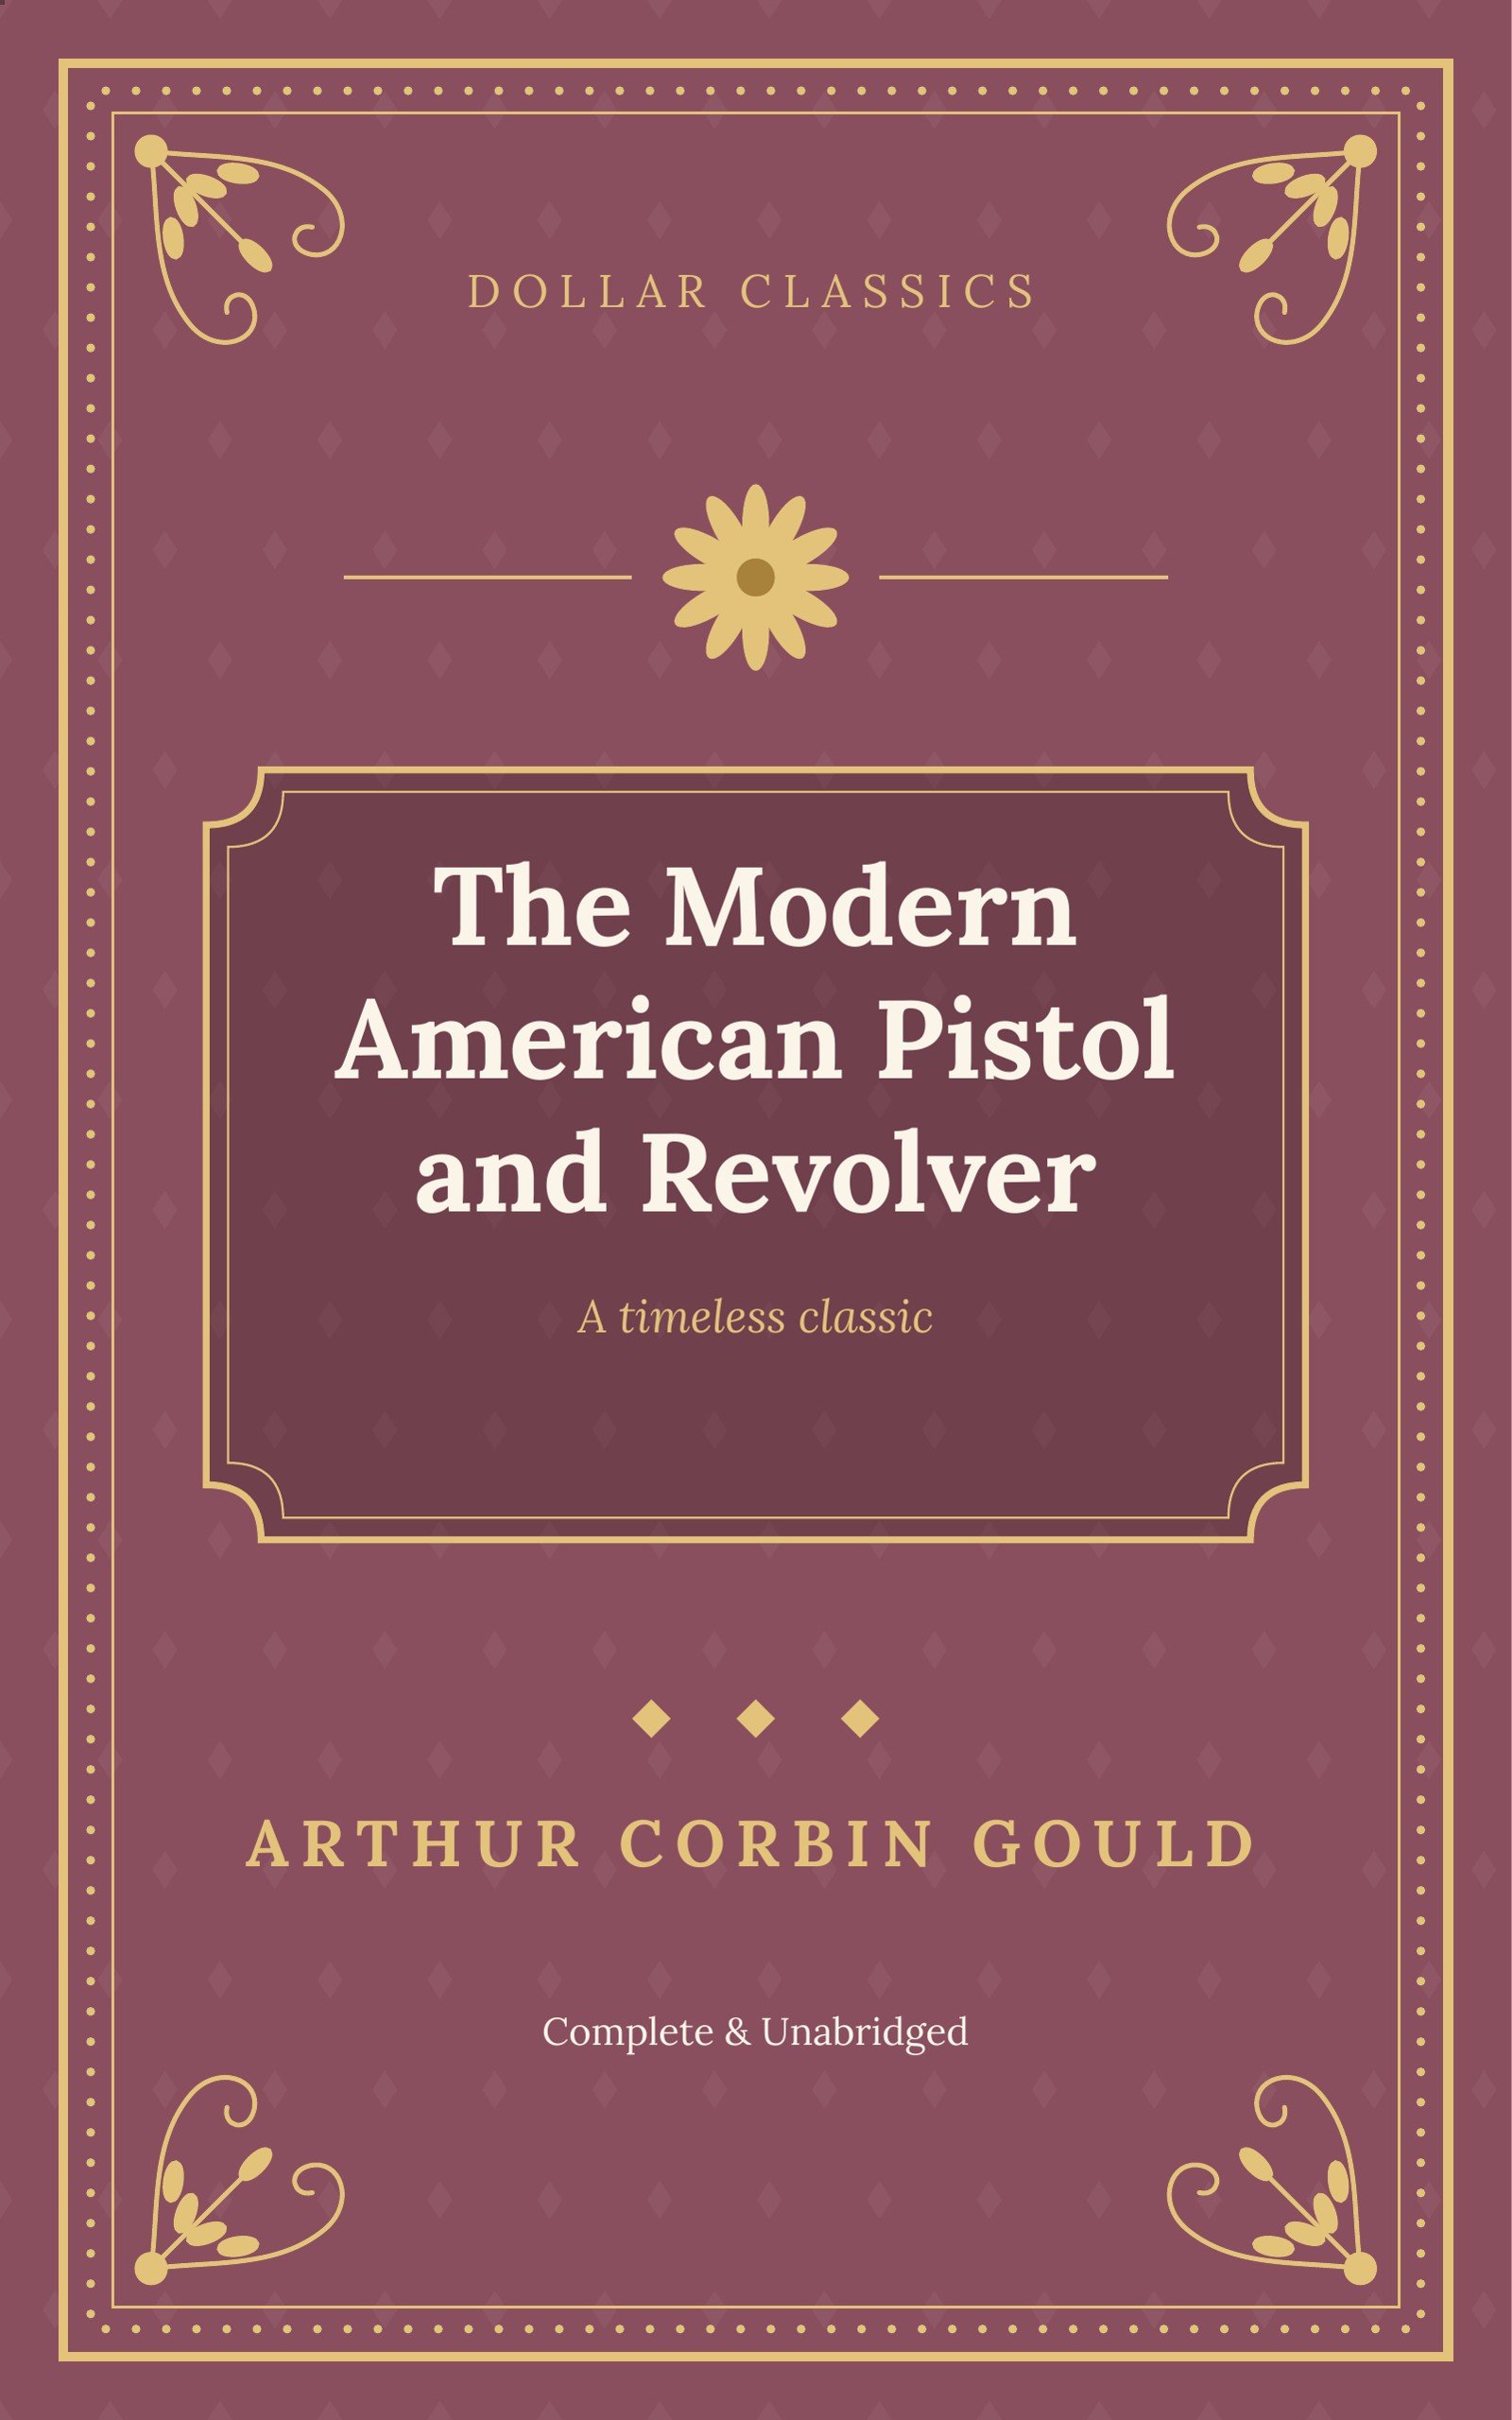 DOLLAR CLASSICS
The Modern
American Pistol
and Revolver
A timeless classic
ARTHUR CORBIN GOULD
Complete & Unabridged